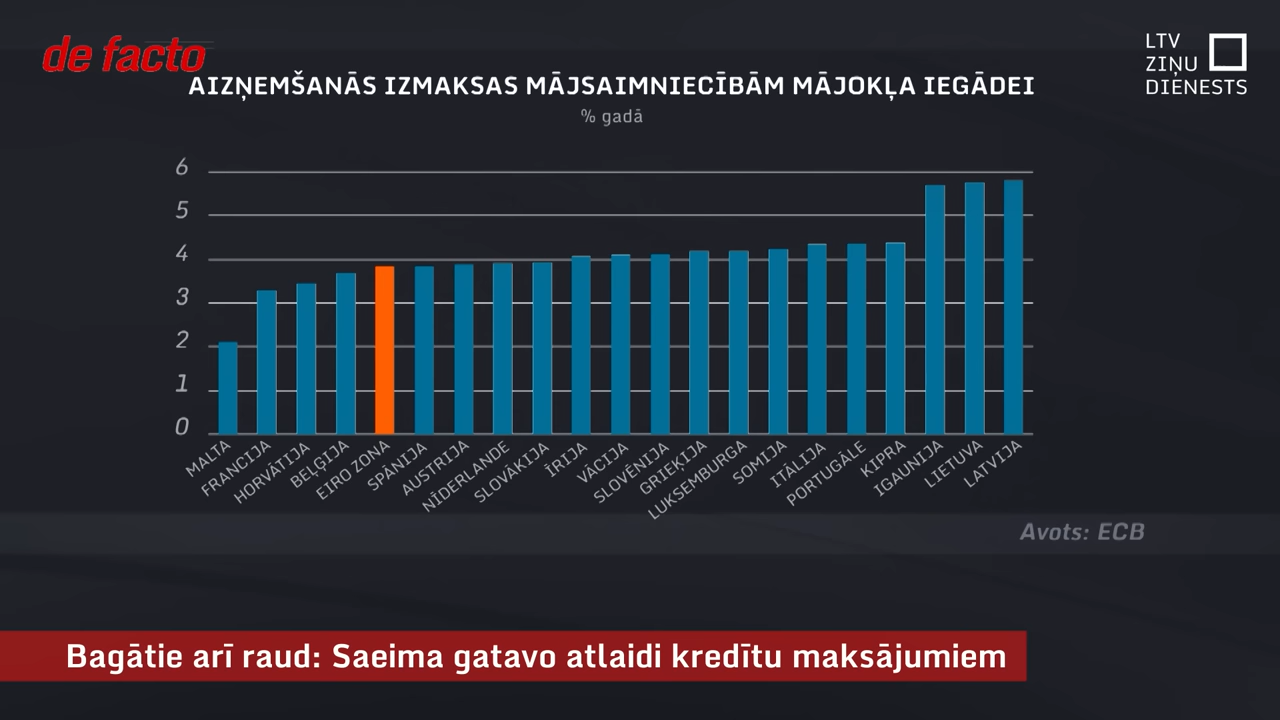 de facto
LTV
ZIŅU
DIENESTS
AIZŅEMŠANĀS IZMAKSAS MĀJSAIMNIECĪBĀM MĀJOKĻA IEGĀDEI
% gadā
6
5
4
3
2
1
0
MALTA
FRANCIJA
HORVĀTIJA
BEĻĢIJA
EIRO ZONA
SPĀNIJA
AUSTRIJA
NĪDERLANDE
SLOVĀKIJA
ĪRIJA
VĀCIJA
SLOVĒNIJA
GRIEĶIJA
LUKSEMBURGA
SOMIJA
ITĀLIJA
PORTUGĀLE
KIPRA
IGAUNIJA
LIETUVA
LATVIJA
Avots: ECB
Bagātie arī raud: Saeima gatavo atlaidi kredītu maksājumiem